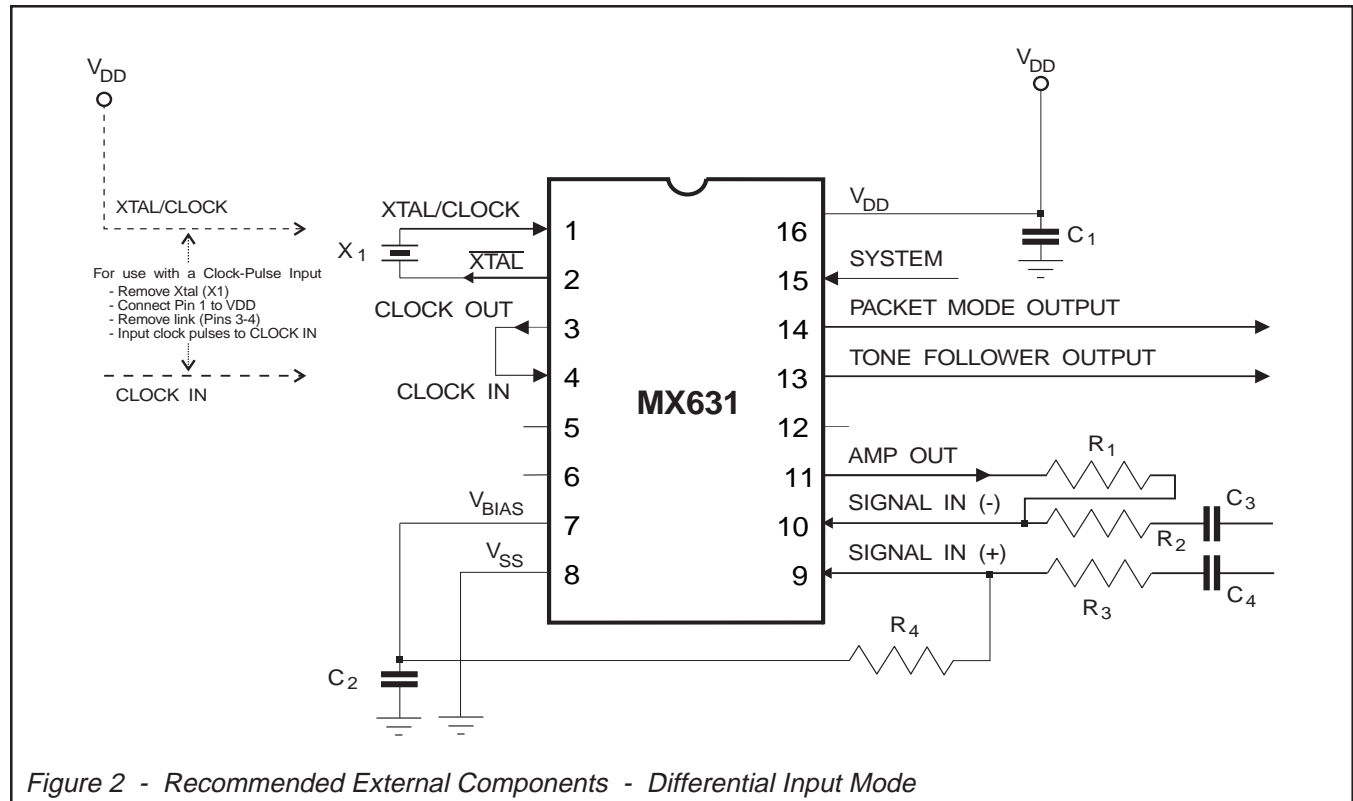 VDD
VDD
XTAL/CLOCK
For use with a Clock-Pulse Input
- Remove Xtal (X1)
- Connect Pin 1 to VDD
- Remove link (Pins 3-4)
- Input clock pulses to CLOCK IN
CLOCK IN
XTAL/CLOCK
X1
XTAL
CLOCK OUT
CLOCK IN
VBIAS
VSS
C2
1
2
3
4
5
6
7
8
MX631
16
15
14
13
12
11
10
9
VDD
C1
SYSTEM
PACKET MODE OUTPUT
TONE FOLLOWER OUTPUT
AMP OUT
R1
SIGNAL IN (-)
R2
C3
SIGNAL IN (+)
R3
C4
R4
Figure 2 - Recommended External Components - Differential Input Mode